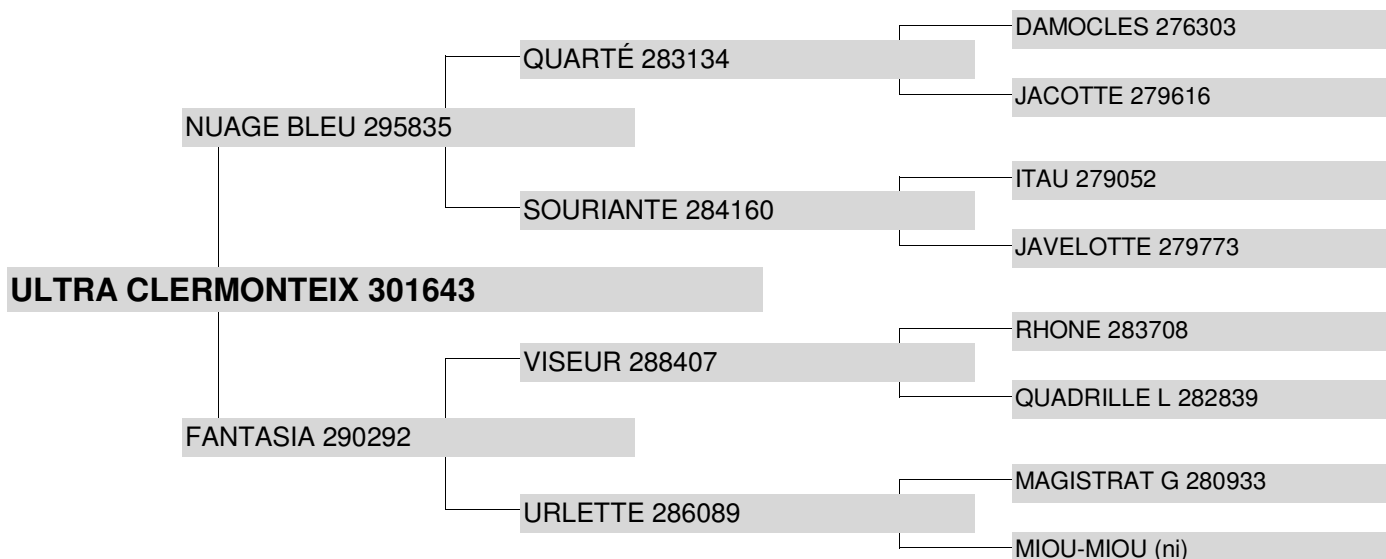 DAMOCLES 276303
QUARTÉ 283134
JACOTTE 279616
NUAGE BLEU 295835
ITAU 279052
SOURIANTE 284160
JAVELOTTE 279773
ULTRA CLERMONTEIX 301643
RHONE 283708
VISEUR 288407
QUADRILLE L 282839
FANTASIA 290292
MAGISTRAT G 280933
URLETTE 286089
MIOU-MIOU (ni)